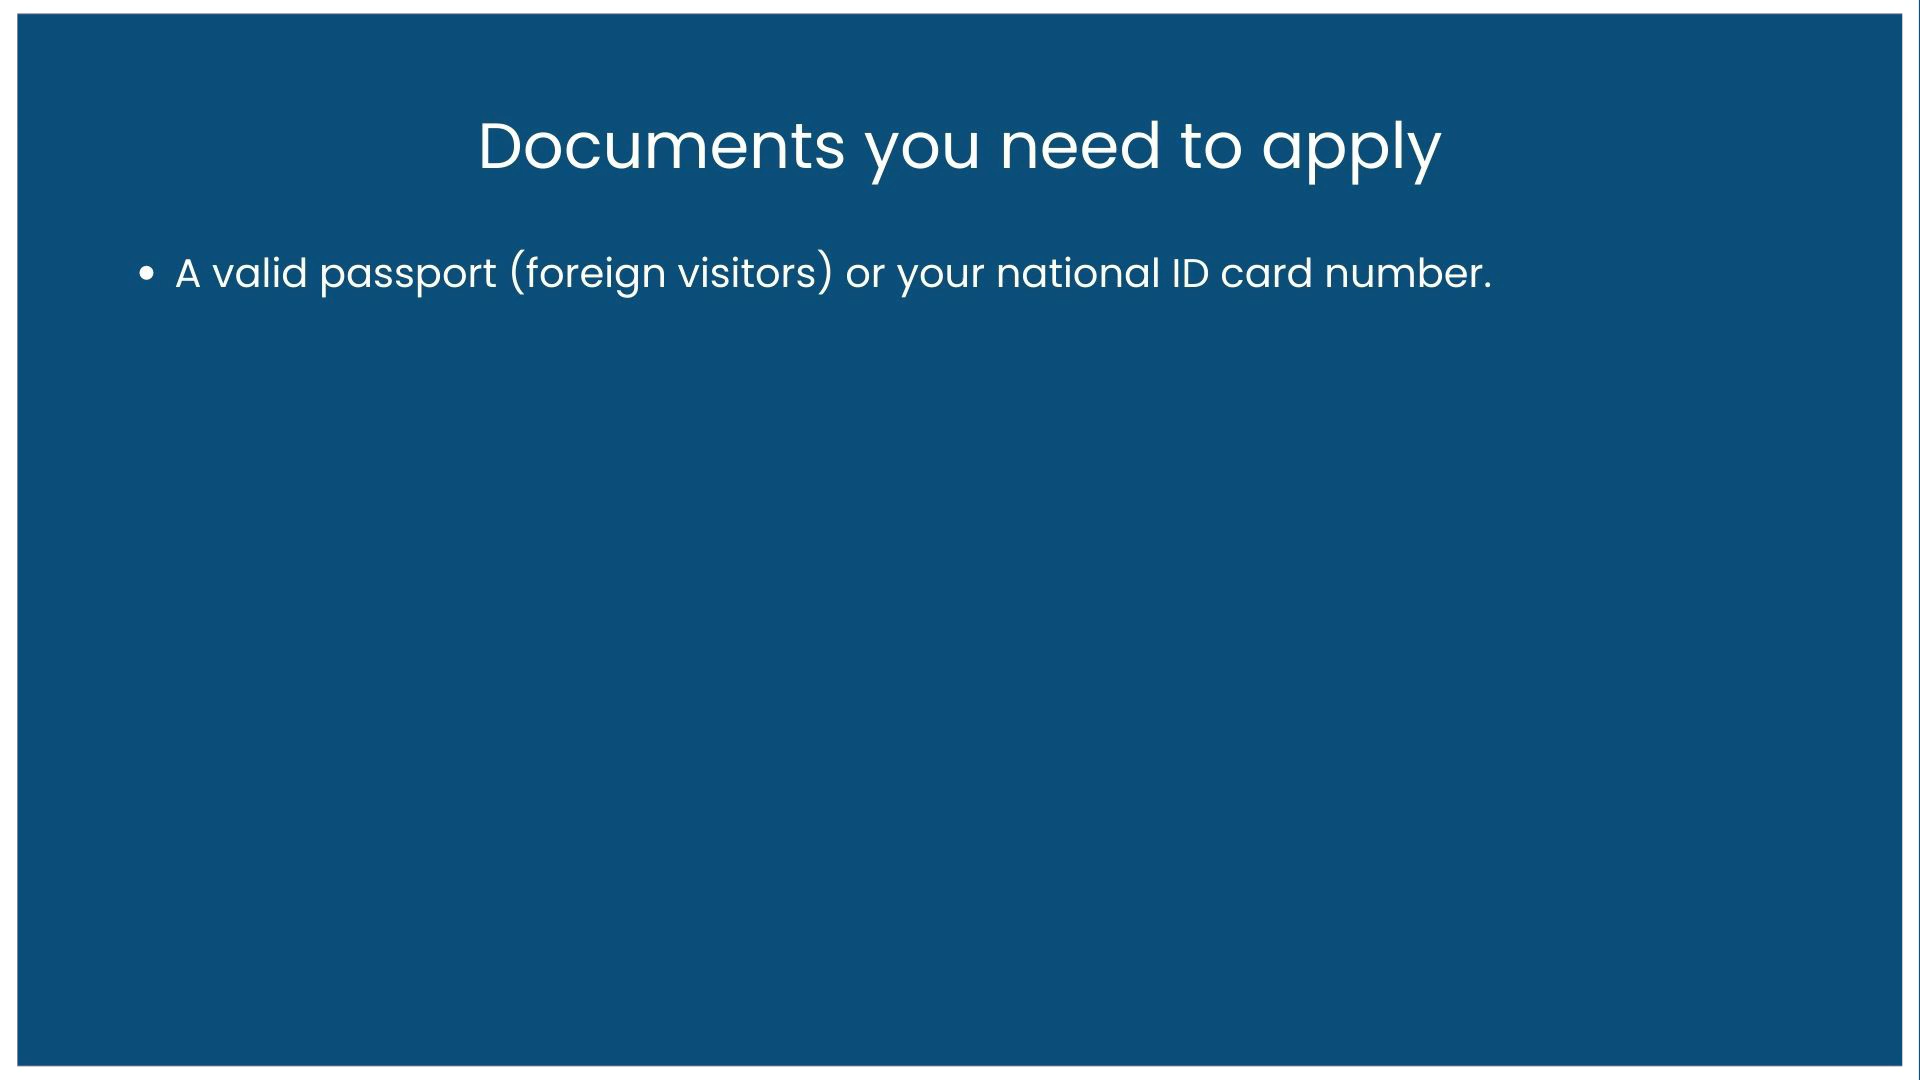 Documents you need to apply
• A valid passport (foreign visitors) or your national ID card number.